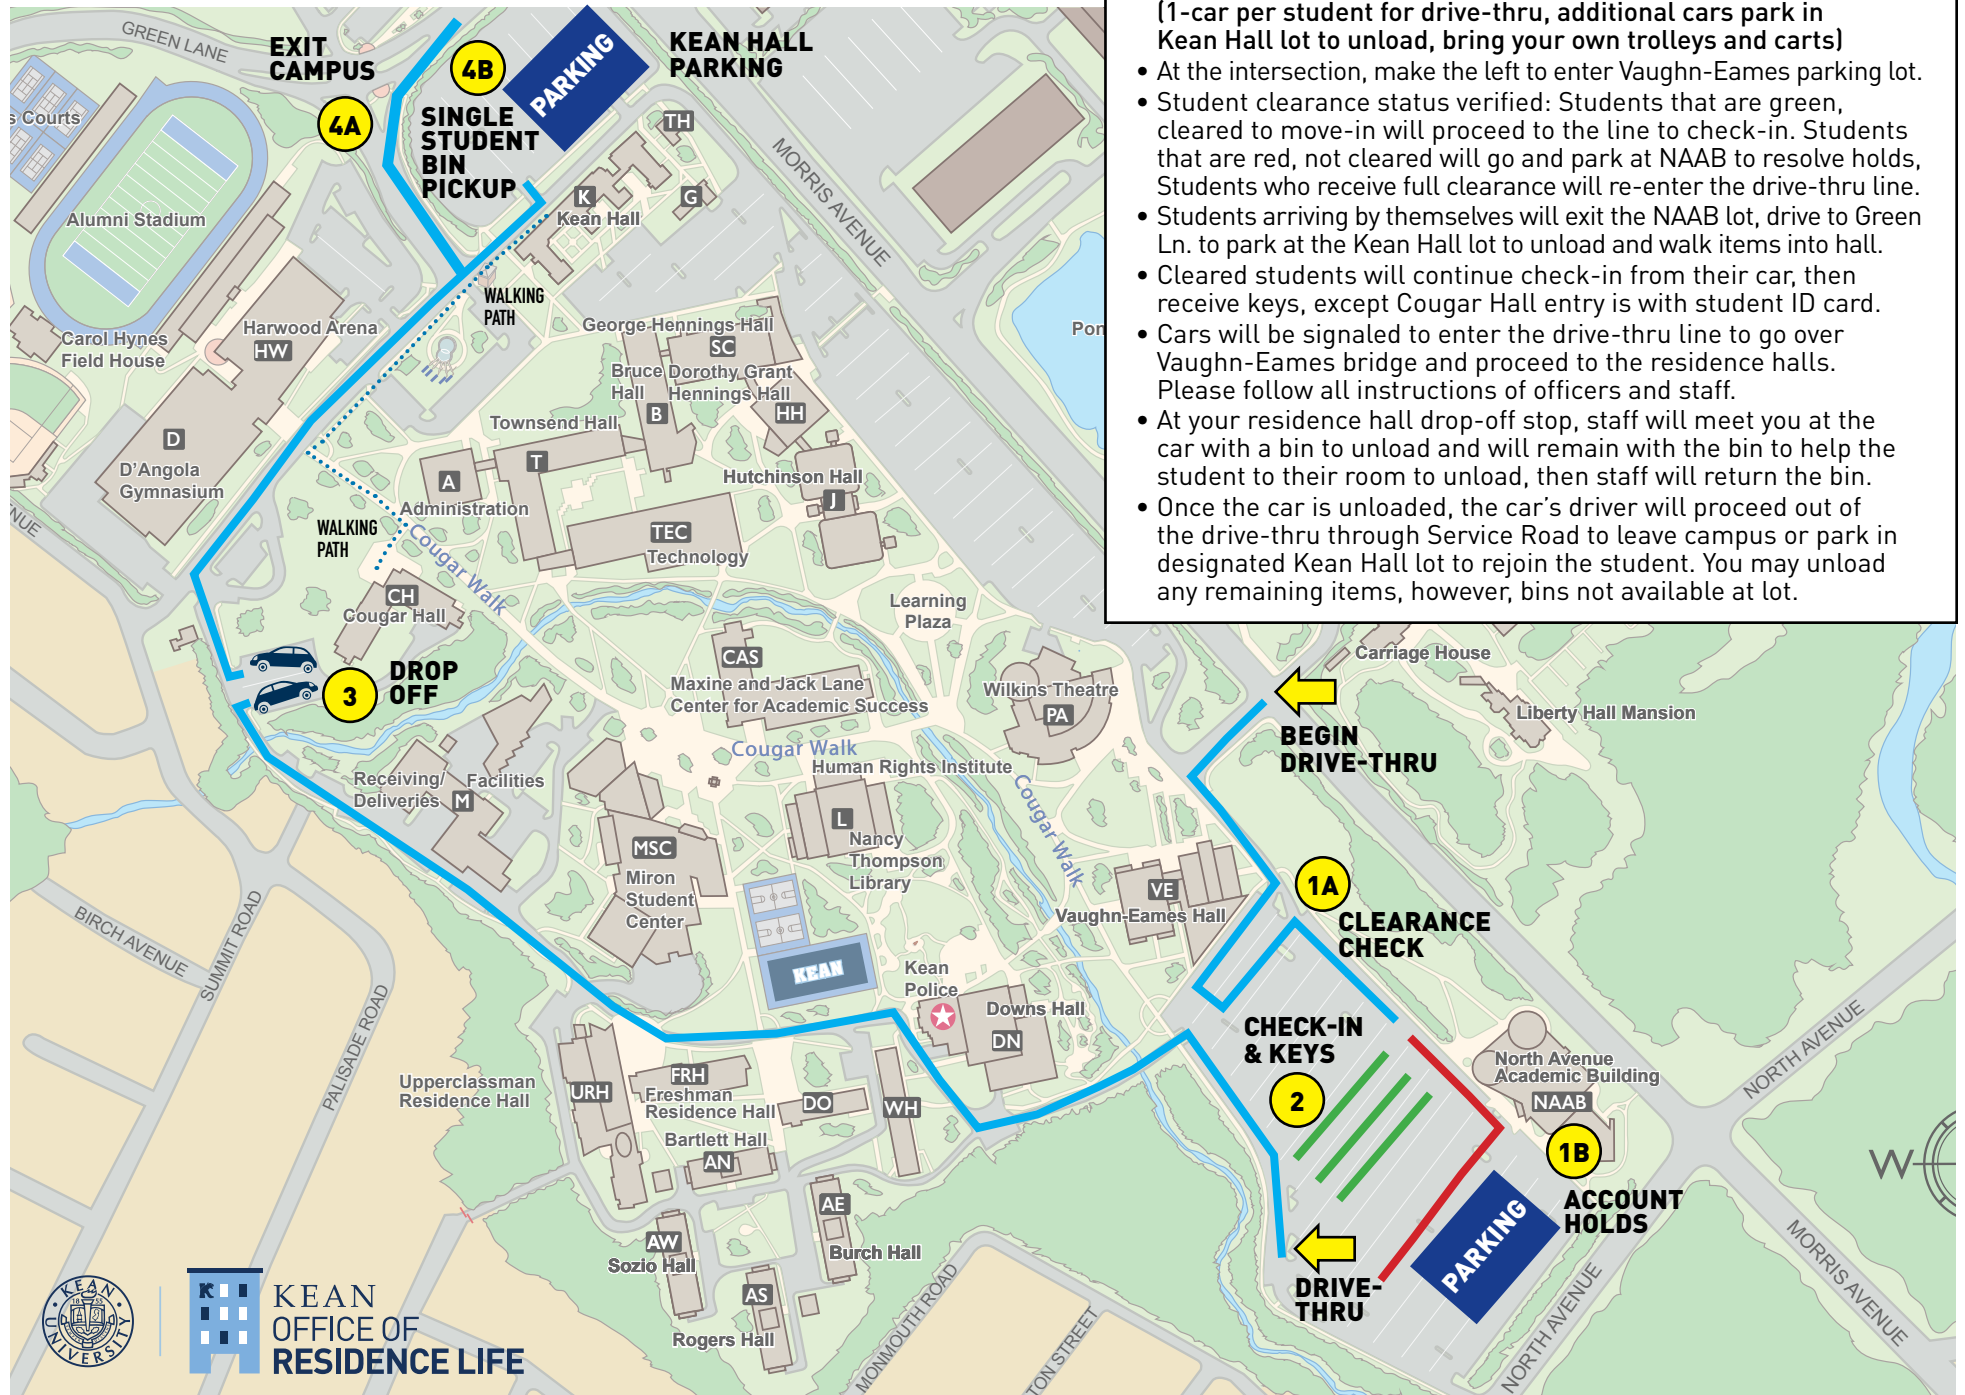 (1-car per student for drive-thru, additional cars park in
Kean Hall lot to unload, bring your own trolleys and carts)
• At the intersection, make the left to enter Vaughn-Eames parking lot.
• Student clearance status verified: Students that are green,
cleared to move-in will proceed to the line to check-in. Students
that are red, not cleared will go and park at NAAB to resolve holds,
Students who receive full clearance will re-enter the drive-thru line.
• Students arriving by themselves will exit the NAAB lot, drive to Green
Ln. to park at the Kean Hall lot to unload and walk items into hall.
• Cleared students will continue check-in from their car, then
receive keys, except Cougar Hall entry is with student ID card.
• Cars will be signaled to enter the drive-thru line to go over
Vaughn-Eames bridge and proceed to the residence halls.
Please follow all instructions of officers and staff.
• At your residence hall drop-off stop, staff will meet you at the
car with a bin to unload and will remain with the bin to help the
student to their room to unload, then staff will return the bin.
• Once the car is unloaded, the car's driver will proceed out of
the drive-thru through Service Road to leave campus or park in
designated Kean Hall lot to rejoin the student. You may unload
any remaining items, however, bins not available at lot.
GREEN LANE
EXIT
CAMPUS
4A
4B
SINGLE
STUDENT
BIN
PICKUP
PARKING
KEAN HALL
PARKING
s Courts
Alumni Stadium
TH
K
G
Kean Hall
MORRIS AVENUE
WALKING
PATH
Carol Hynes
Field House
Harwood Arena
HW
George Hennings Hall
SC
Bruce
Hall
B
Dorothy Grant
Hennings Hall
HH
Pon
Townsend Hall
T
D
D'Angola
Gymnasium
A
Administration
Hutchinson Hall
J
NUE
WALKING
PATH
Cougar Walk
TEC
Technology
CH
Cougar Hall
Learning
Plaza
3
DROP
OFF
CAS
Maxine and Jack Lane
Center for Academic Success
Wilkins Theatre
PA
Carriage House
Liberty Hall Mansion
BEGIN
DRIVE-THRU
Cougar Walk
Human Rights Institute
Cougar Walk
Receiving/
Deliveries
M
Facilities
L
Nancy
Thompson
Library
MSC
Miron
Student
Center
VE
Vaughn-Eames Hall
1A
CLEARANCE
CHECK
BIRCH AVENUE
SUMMIT ROAD
PALISADE ROAD
KEAN
Kean
Police
Downs Hall
DN
CHECK-IN
& KEYS
2
North Avenue
Academic Building
NAAB
NORTH AVENUE
1B
ACCOUNT
HOLDS
W
Upperclassman
Residence Hall
URH
FRH
Freshman
Residence Hall
DO
WH
Bartlett Hall
AN
AE
Burch Hall
AW
Sozio Hall
AS
Rogers Hall
PARKING
DRIVE-
THRU
MORRIS AVENUE
NORTH AVENUE
MONMOUTH ROAD
TON STREET
KEAN
UNIVERSITY
1855
K
KEAN
OFFICE OF
RESIDENCE LIFE